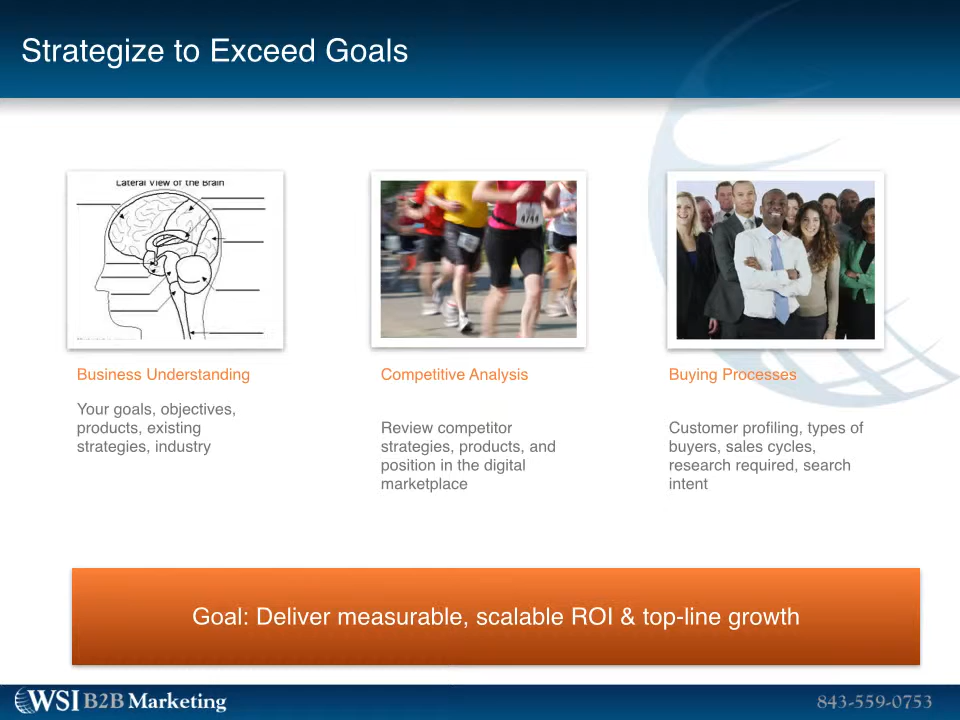 Strategize to Exceed Goals
Lateral View of the Brain
Business Understanding
Your goals, objectives,
products, existing
strategies, industry
Competitive Analysis
Review competitor
strategies, products, and
position in the digital
marketplace
Buying Processes
Customer profiling, types of
buyers, sales cycles,
research required, search
intent
Goal: Deliver measurable, scalable ROI & top-line growth
WSI B2B Marketing
843-559-0753